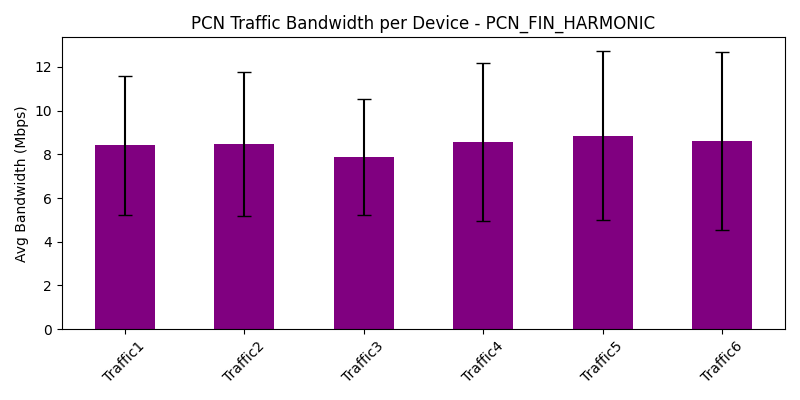 PCN Traffic Bandwidth per Device - PCN_FIN_HARMONIC
Avg Bandwidth (Mbps)
12
10
8
6
4
2
0
Traffic1
Traffic2
Traffic3
Traffic4
Traffic5
Traffic6